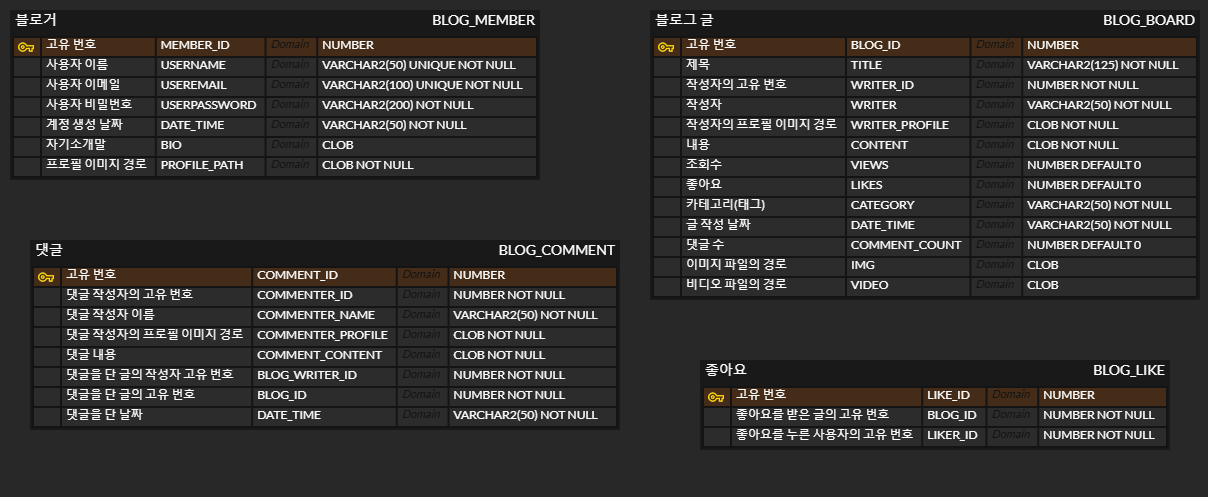 블로거 BLOG_MEMBER
고유 번호 MEMBER_ID Domain NUMBER
사용자 이름 USERNAME Domain VARCHAR2(50) UNIQUE NOT NULL
사용자 이메일 USEREMAIL Domain VARCHAR2(100) UNIQUE NOT NULL
사용자 비밀번호 USERPASSWORD Domain VARCHAR2(200) NOT NULL
계정 생성 날짜 DATE_TIME Domain VARCHAR2(50) NOT NULL
자기소개말 BIO Domain CLOB
프로필 이미지 경로 PROFILE_PATH Domain CLOB NOT NULL
블로그 글 BLOG_BOARD
고유 번호 BLOG_ID Domain NUMBER
제목 TITLE Domain VARCHAR2(125) NOT NULL
작성자의 고유 번호 WRITER_ID Domain NUMBER NOT NULL
작성자 WRITER Domain VARCHAR2(50) NOT NULL
작성자의 프로필 이미지 경로 WRITER_PROFILE Domain CLOB NOT NULL
내용 CONTENT Domain CLOB NOT NULL
조회수 VIEWS Domain NUMBER DEFAULT 0
좋아요 LIKES Domain NUMBER DEFAULT 0
카테고리(태그) CATEGORY Domain VARCHAR2(50) NOT NULL
글 작성 날짜 DATE_TIME Domain VARCHAR2(50) NOT NULL
댓글 수 COMMENT_COUNT Domain NUMBER DEFAULT 0
이미지 파일의 경로 IMG Domain CLOB
비디오 파일의 경로 VIDEO Domain CLOB
댓글 BLOG_COMMENT
고유 번호 COMMENT_ID Domain NUMBER
댓글 작성자의 고유 번호 COMMENTER_ID Domain NUMBER NOT NULL
댓글 작성자 이름 COMMENTER_NAME Domain VARCHAR2(50) NOT NULL
댓글 작성자의 프로필 이미지 경로 COMMENTER_PROFILE Domain CLOB NOT NULL
댓글 내용 COMMENT_CONTENT Domain CLOB NOT NULL
댓글을 단 글의 작성자 고유 번호 BLOG_WRITER_ID Domain NUMBER NOT NULL
댓글을 단 글의 고유 번호 BLOG_ID Domain NUMBER NOT NULL
댓글을 단 날짜 DATE_TIME Domain VARCHAR2(50) NOT NULL
좋아요 BLOG_LIKE
고유 번호 LIKE_ID Domain NUMBER
좋아요를 받은 글의 고유 번호 BLOG_ID Domain NUMBER NOT NULL
좋아요를 누른 사용자의 고유 번호 LIKER_ID Domain NUMBER NOT NULL